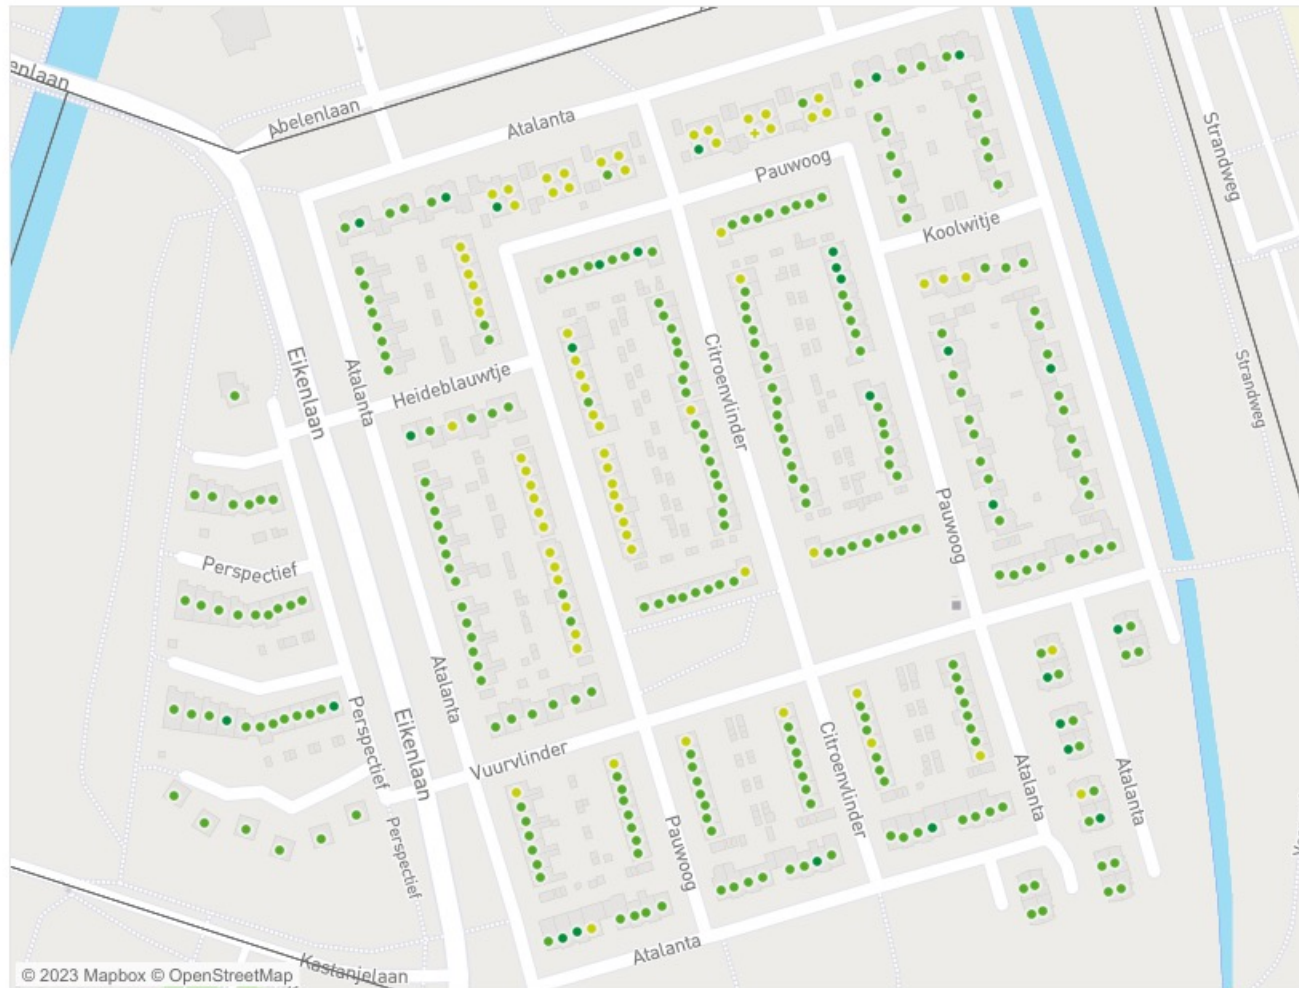 enlaan
Abelenlaan
Atalanta
Strandweg
Pauwoog
Koolwitje
Eikenlaan
Atalanta
Heideblauwtje
Citroenvlinder
Strandweg
Pauwoog
Perspectief
Atalanta
Perspectief
Eikenlaan
Vuurvlinder
Citroenvlinder
Atalanta
Atalanta
Perspectief
Pauwoog
Atalanta
Kastanjelaan
© 2023 Mapbox © OpenStreetMap